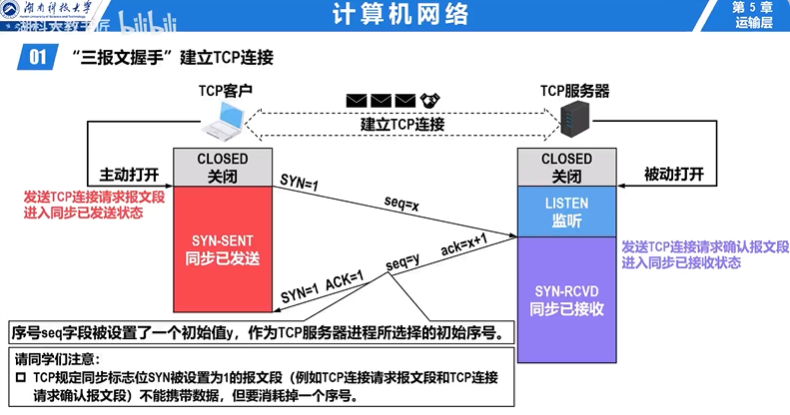 湖南科技大学
计算机网络
第 5 章
运输层
湖科大教书匠 bilibili
01 “三报文握手”建立TCP连接
TCP客户
TCP服务器
建立TCP连接
主动打开
CLOSED
关闭
CLOSED
关闭
被动打开
发送TCP连接请求报文段
进入同步已发送状态
SYN=1
seq=x
LISTEN
监听
SYN-SENT
同步已发送
ack=x+1
seq=y
SYN=1 ACK=1
发送TCP连接请求确认报文段
进入同步已接收状态
SYN-RCVD
同步已接收
序号seq字段被设置了一个初始值y，作为TCP服务器进程所选择的初始序号。
请同学们注意：
TCP规定同步标志位SYN被设置为1的报文段（例如TCP连接请求报文段和TCP连接
请求确认报文段）不能携带数据，但要消耗掉一个序号。